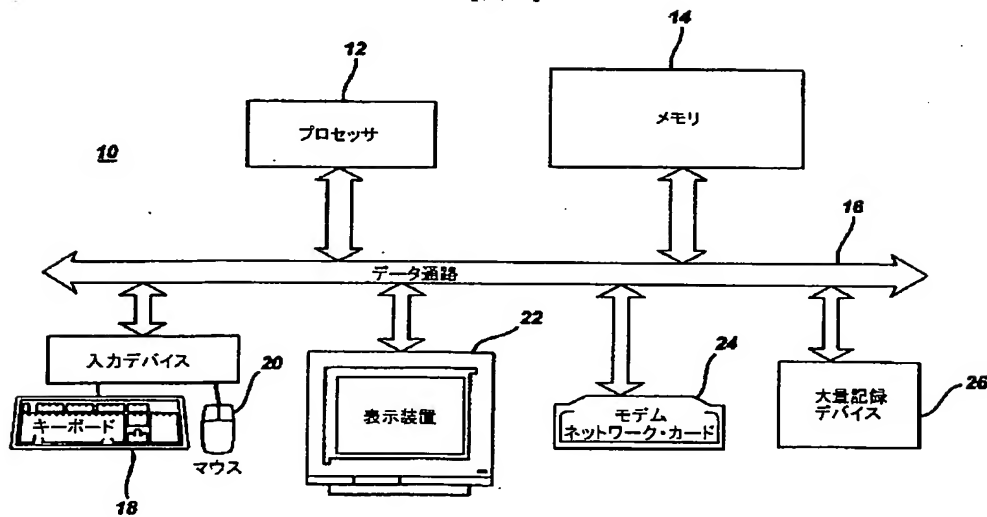 12
14
プロセッサ
メモリ
10
16
データ通路
入力デバイス
20
22
24
26
キーボード
マウス
18
表示装置
モデム
ネットワーク・カード
大量記録
デバイス